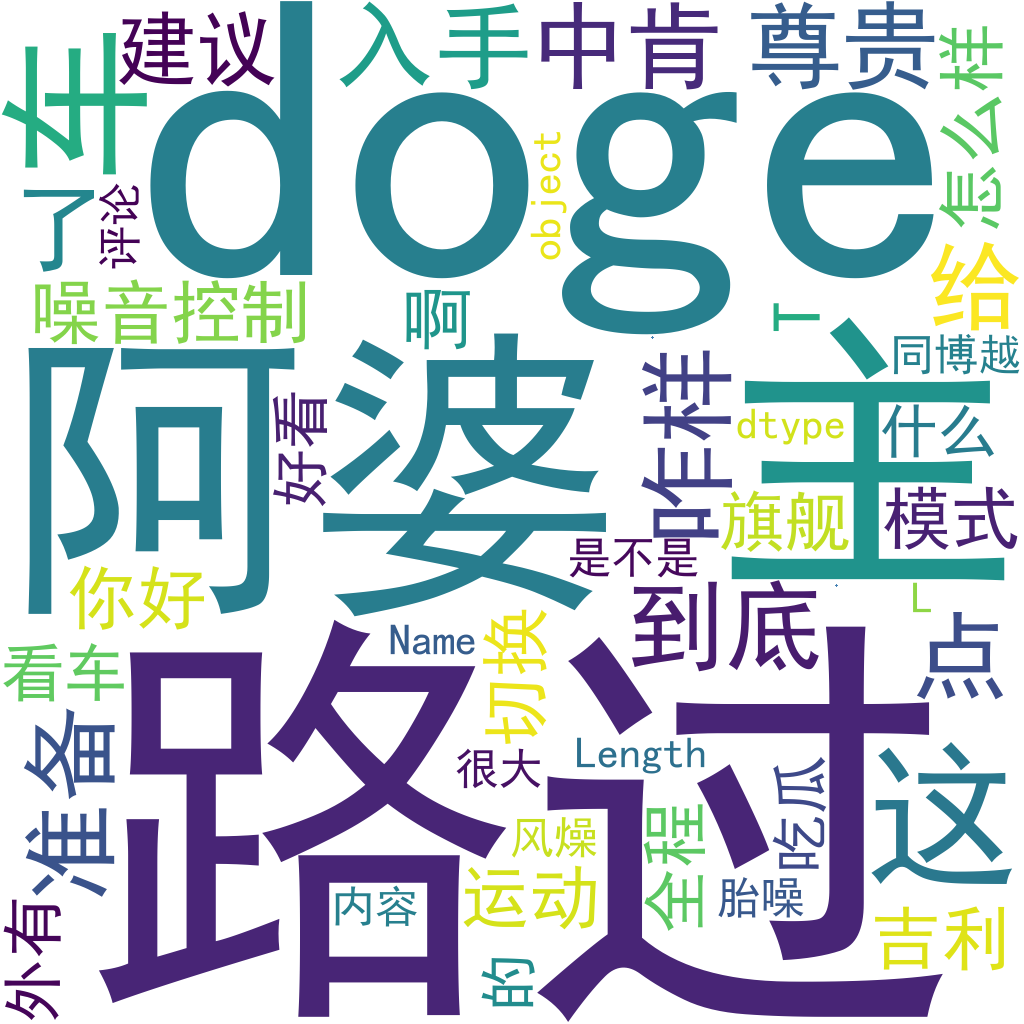 建议
入手
中肯
尊贵
车
doge
怎么样
了
评论
object
给
噪音控制
啊
T
同博越
阿婆
主
好看
咋样
dtype
什么
旗舰
模式
是不是
你好
到底
L
点
看车
Name
切换
准备
路过
这
很大
Length
吃瓜
风燥
全程
外有
内容
运动
胎噪
吉利
的